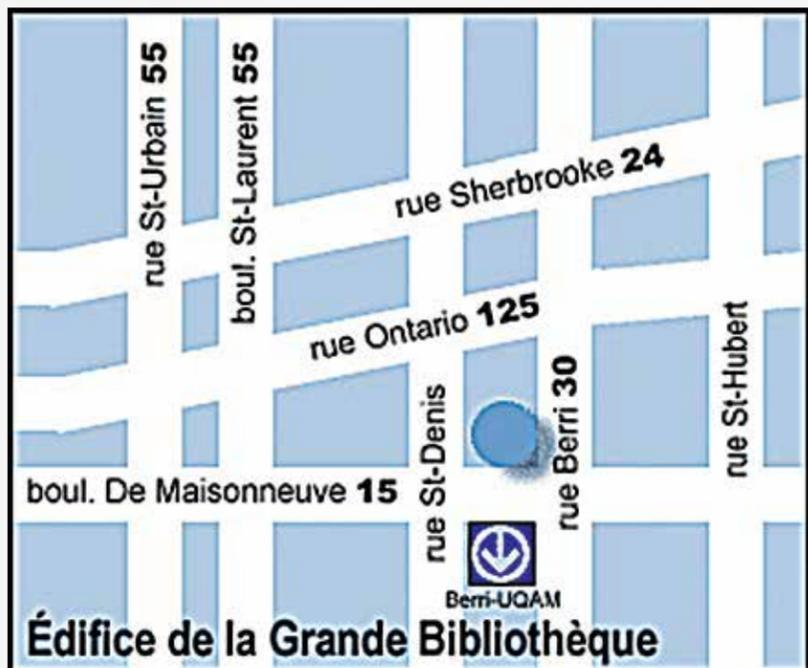 rue St-Urbain 55
boul. St-Laurent 55
rue Sherbrooke 24
rue Ontario 125
rue St-Denis
rue Berri 30
rue St-Hubert
boul. De Maisonneuve 15
Berri-UQAM
Édifice de la Grande Bibliothèque